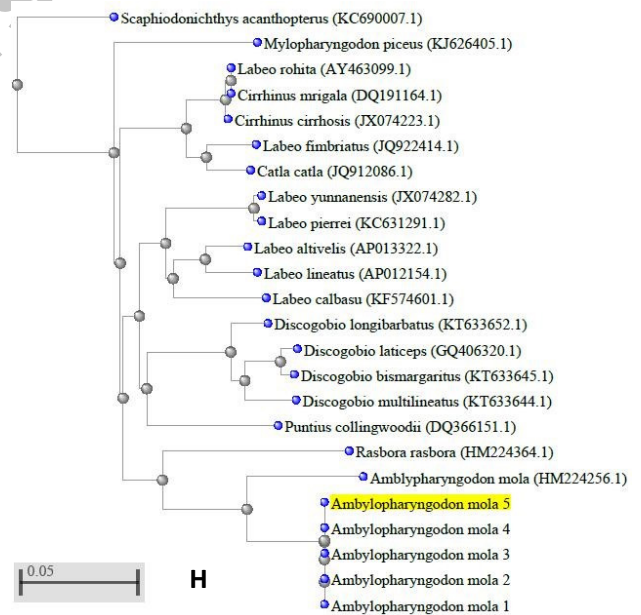 Scaphiodonichthys acanthopterus (KC690007.1)
Mylopharyngodon piceus (KJ626405.1)
Labeo rohita (AY463099.1)
Cirrhinus mrigala (DQ191164.1)
Cirrhinus cirrhosis (JX074223.1)
Labeo fimbriatus (JQ922414.1)
Catla catla (JQ912086.1)
Labeo yunnanensis (JX074282.1)
Labeo pierrei (KC631291.1)
Labeo altivelis (AP013322.1)
Labeo lineatus (AP012154.1)
Labeo calbasu (KF574601.1)
Discogobio longibarbatus (KT633652.1)
Discogobio laticeps (GQ406320.1)
Discogobio bismargaritus (KT633645.1)
Discogobio multilineatus (KT633644.1)
Puntius collingwoodii (DQ366151.1)
Rasbora rasbora (HM224364.1)
Amblypharyngodon mola (HM224256.1)
Ambylopharyngodon mola 5
Ambylopharyngodon mola 4
Ambylopharyngodon mola 3
Ambylopharyngodon mola 2
Ambylopharyngodon mola 1
0.05
H